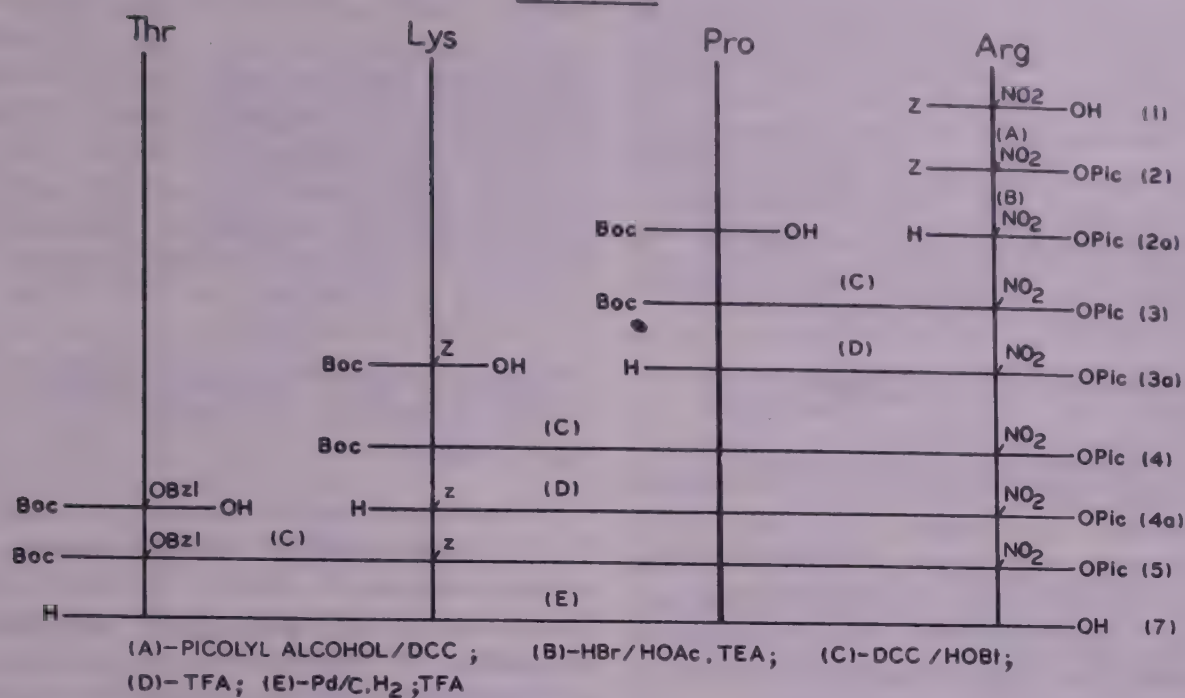 Thr Lys Pro Arg
Z NO2 OH (1)
(A)
Z NO2 OPic (2)
(B)
Boc OH H NO2 OPic (2a)
Boc (C) NO2 OPic (3)
Boc Z OH H (D) NO2 OPic (3a)
Boc (C) NO2 OPic (4)
Boc OBzl OH H z (D) NO2 OPic (4a)
Boc OBzl (C) z NO2 OPic (5)
H (E) OH (7)
(A)-PICOLYL ALCOHOL/DCC ; (B)-HBr/HOAc, TEA; (C)-DCC /HOBt;
(D)-TFA; (E)-Pd/C,H2 ;TFA